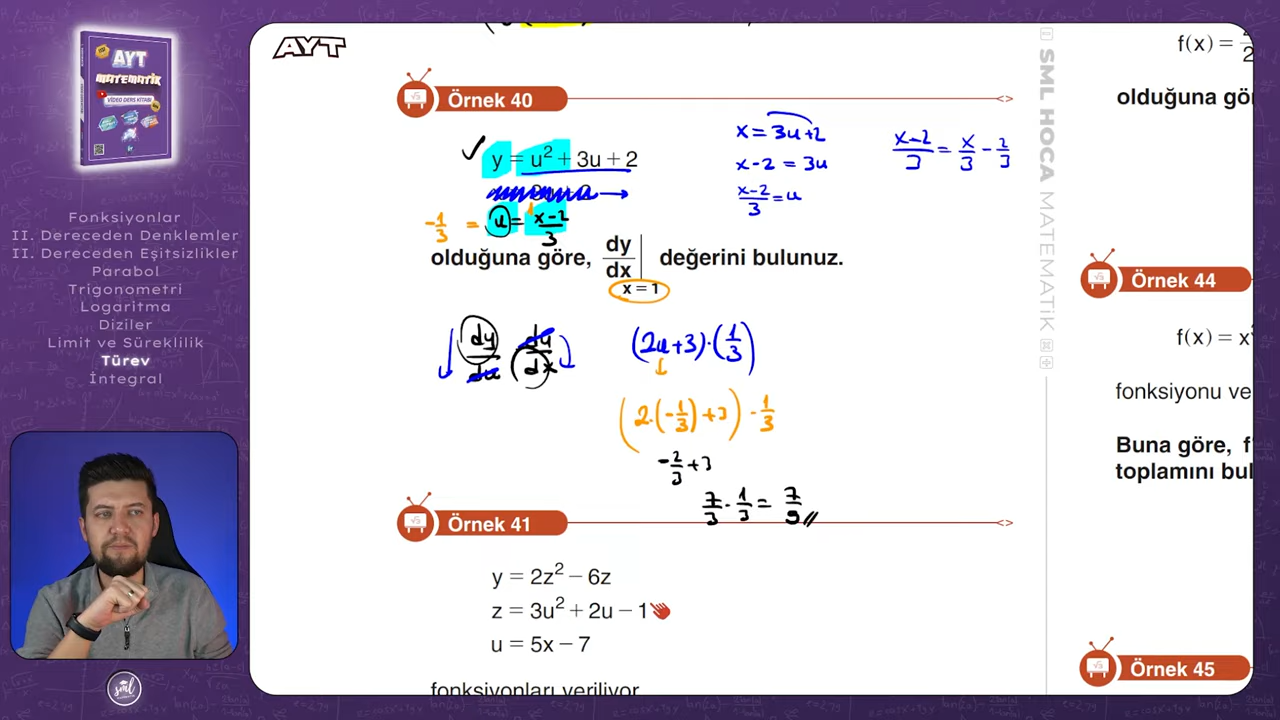 AYT
MATEMATİK
VİDEO DERS KİTABI
Fonksiyonlar
II. Dereceden Denklemler
II. Dereceden Eşitsizlikler
Parabol
Trigonometri
Logaritma
Diziler
Limit ve Süreklilik
Türev
İntegral
sml
AYT
Örnek 40
y = u² + 3u + 2
-1/3 = u = x-2/3
olduğuna göre, dy/dx | x = 1 değerini bulunuz.
x = 3u+2
x-2 = 3u
x-2/3 = u
x-2/3 = x/3 - 2/3
dy/du du/dx
(2u+3)·(1/3)
(2·(-1/3)+3)·1/3
-2/3+3
7/3 · 1/3 = 7/9
Örnek 41
y = 2z² – 6z
z = 3u² + 2u – 1
u = 5x – 7
fonksiyonları veriliyor
SML HOCA MATEMATİK
f(x) =
olduğuna gö
Örnek 44
f(x) = x
fonksiyonu ve
Buna göre, f
toplamını bul
Örnek 45